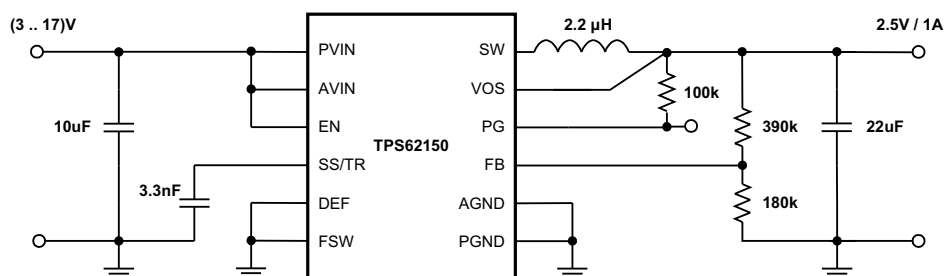 (3 .. 17)V
2.2 µH
2.5V / 1A
PVIN
SW
AVIN
VOS
100k
10uF
EN
PG
390k
22uF
TPS62150
SS/TR
FB
3.3nF
180k
DEF
AGND
FSW
PGND